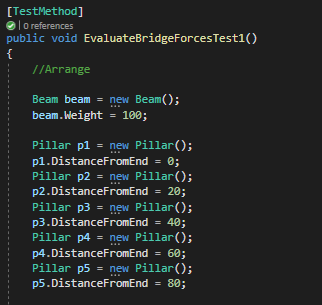 [TestMethod]
| 0 references
public void EvaluateBridgeForcesTest1()
{
//Arrange
Beam beam = new Beam();
beam.Weight = 100;
Pillar p1 = new Pillar();
p1.DistanceFromEnd = 0;
Pillar p2 = new Pillar();
p2.DistanceFromEnd = 20;
Pillar p3 = new Pillar();
p3.DistanceFromEnd = 40;
Pillar p4 = new Pillar();
p4.DistanceFromEnd = 60;
Pillar p5 = new Pillar();
p5.DistanceFromEnd = 80;